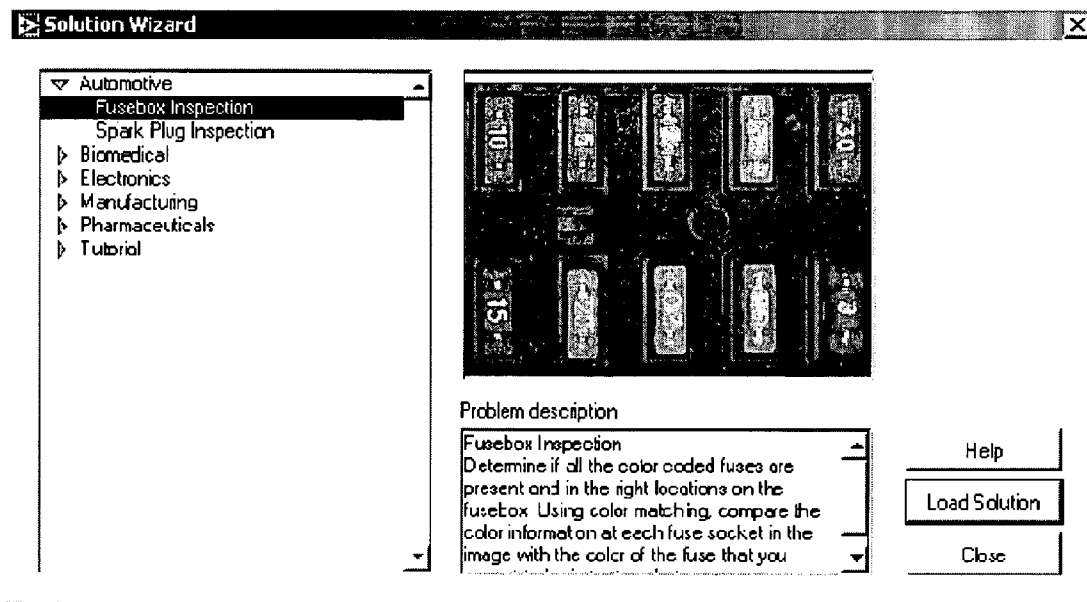 Solution Wizard
Automotive
Fusebox Inspection
Spark Plug Inspection
Biomedical
Electronics
Manufacturing
Pharmaceuticals
Tutorial
10
30
15
Problem description
Fusebox Inspection
Determine if all the color coded fuses are
present and in the right locations on the
fusebox. Using color matching, compare the
color information at each fuse socket in the
image with the color of the fuse that you
Help
Load Solution
Close